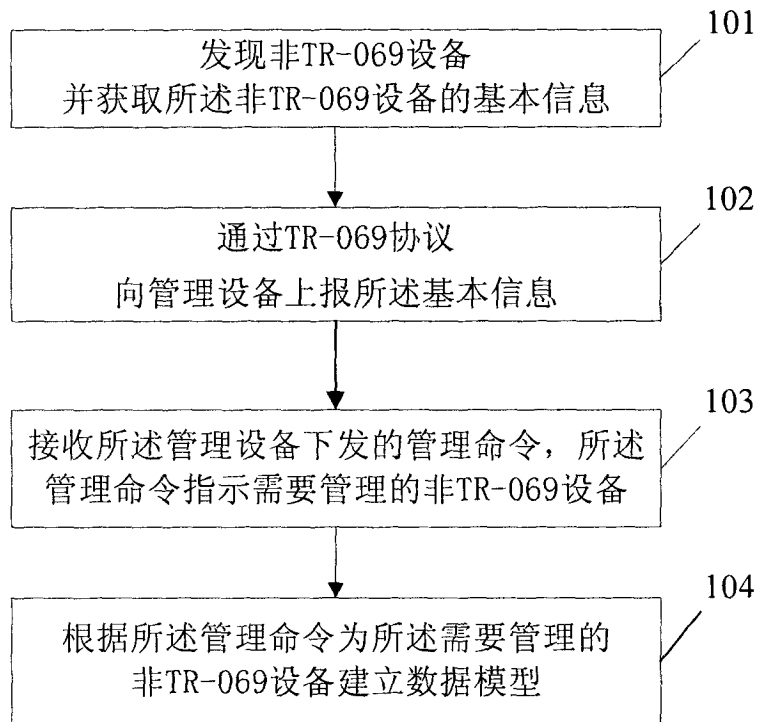 101
发现非TR-069设备
并获取所述非TR-069设备的基本信息
102
通过TR-069协议
向管理设备上报所述基本信息
103
接收所述管理设备下发的管理命令，所述
管理命令指示需要管理的非TR-069设备
104
根据所述管理命令为所述需要管理的
非TR-069设备建立数据模型